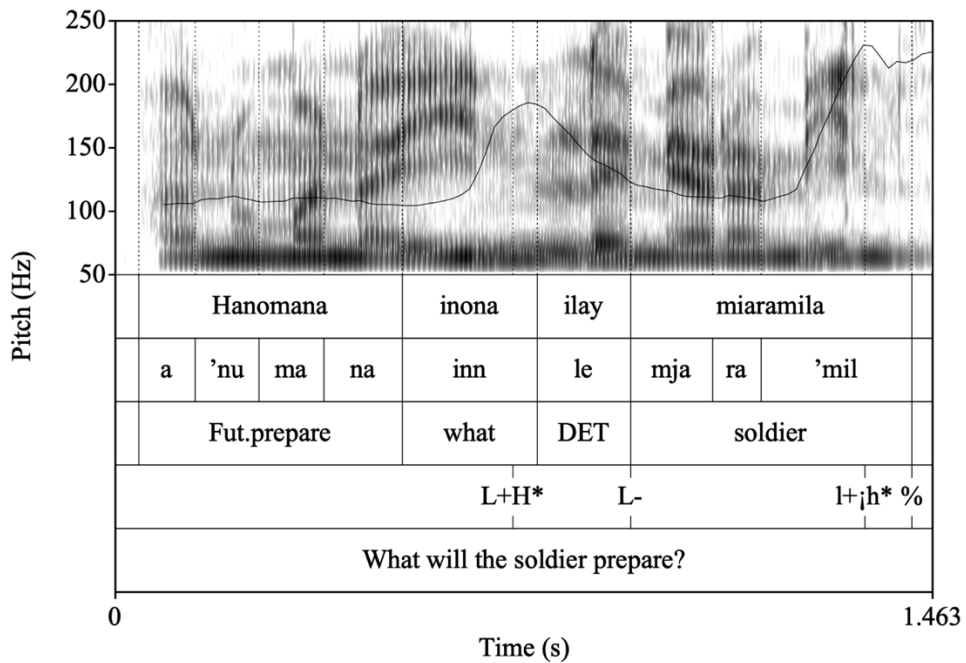 250
200
150
100
50
Pitch (Hz)
Hanomana inona ilay miaramila
a ’nu ma na inn le mja ra ’mil
Fut.prepare what DET soldier
L+H* L- l+¡h* %
What will the soldier prepare?
0 1.463
Time (s)